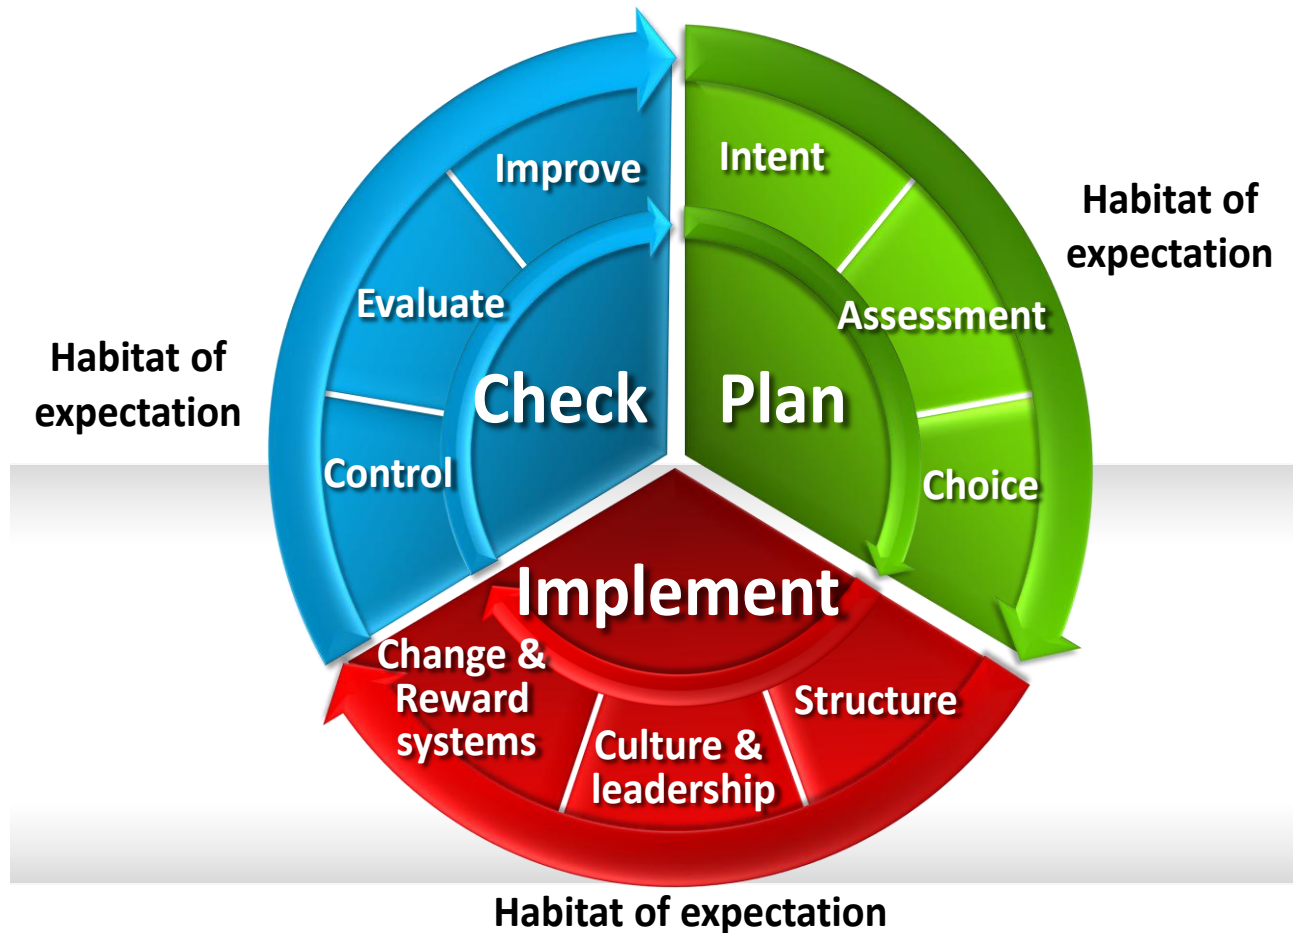 Improve
Intent
Habitat of
expectation
Evaluate
Assessment
Habitat of
expectation
Check
Plan
Control
Choice
Implement
Change &
Reward
systems
Structure
Culture &
leadership
Habitat of expectation